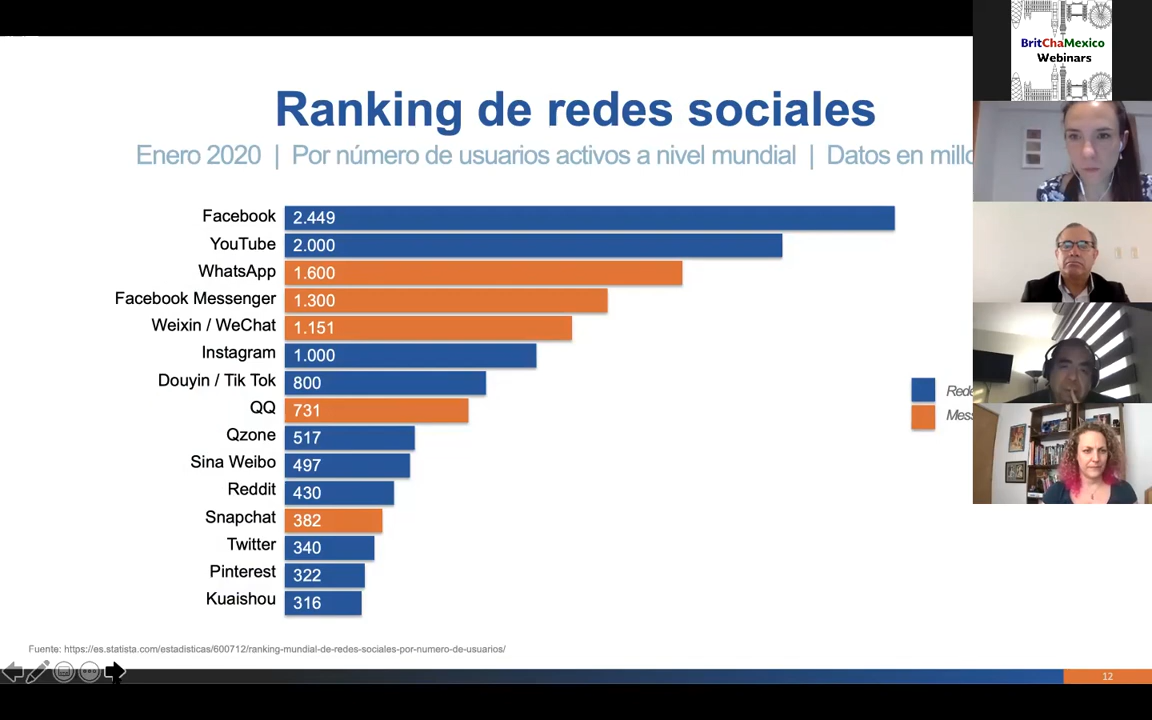 BritChaMexico
Webinars
Ranking de redes sociales
Enero 2020 | Por número de usuarios activos a nivel mundial | Datos en
Facebook 2.449
YouTube 2.000
WhatsApp 1.600
Facebook Messenger 1.300
Weixin / WeChat 1.151
Instagram 1.000
Douyin / Tik Tok 800
QQ 731
Qzone 517
Sina Weibo 497
Reddit 430
Snapchat 382
Twitter 340
Pinterest 322
Kuaishou 316
Fuente: https://es.statista.com/estadisticas/600712/ranking-mundial-de-redes-sociales-por-numero-de-usuarios/
12